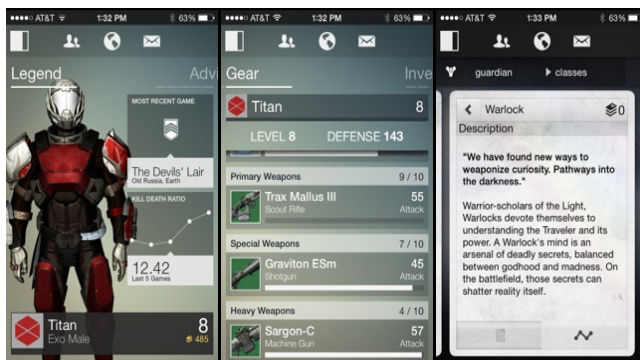 ●●●●○ AT&T 1:32 PM 63%
Legend Adv
MOST RECENT GAME
The Devils' Lair
Old Russia, Earth
KILL DEATH RATIO
12.42
Last 5 Games
Titan 8
Exo Male 485
●●●●○ AT&T 1:32 PM 63%
Gear Inve
Titan 8
LEVEL 8 DEFENSE 143
Primary Weapons 9 / 10
Trax Mallus III 55
Scout Rifle Attack
Special Weapons 7 / 10
Graviton ESm 45
Shotgun Attack
Heavy Weapons 4 / 10
Sargon-C 57
Machine Gun Attack
●●●●○ AT&T 1:33 PM 63%
guardian classes
Warlock 0
Description
"We have found new ways to
weaponize curiosity. Pathways into
the darkness."
Warrior-scholars of the Light,
Warlocks devote themselves to
understanding the Traveler and its
power. A Warlock's mind is an
arsenal of deadly secrets, balanced
between godhood and madness. On
the battlefield, those secrets can
shatter reality itself.